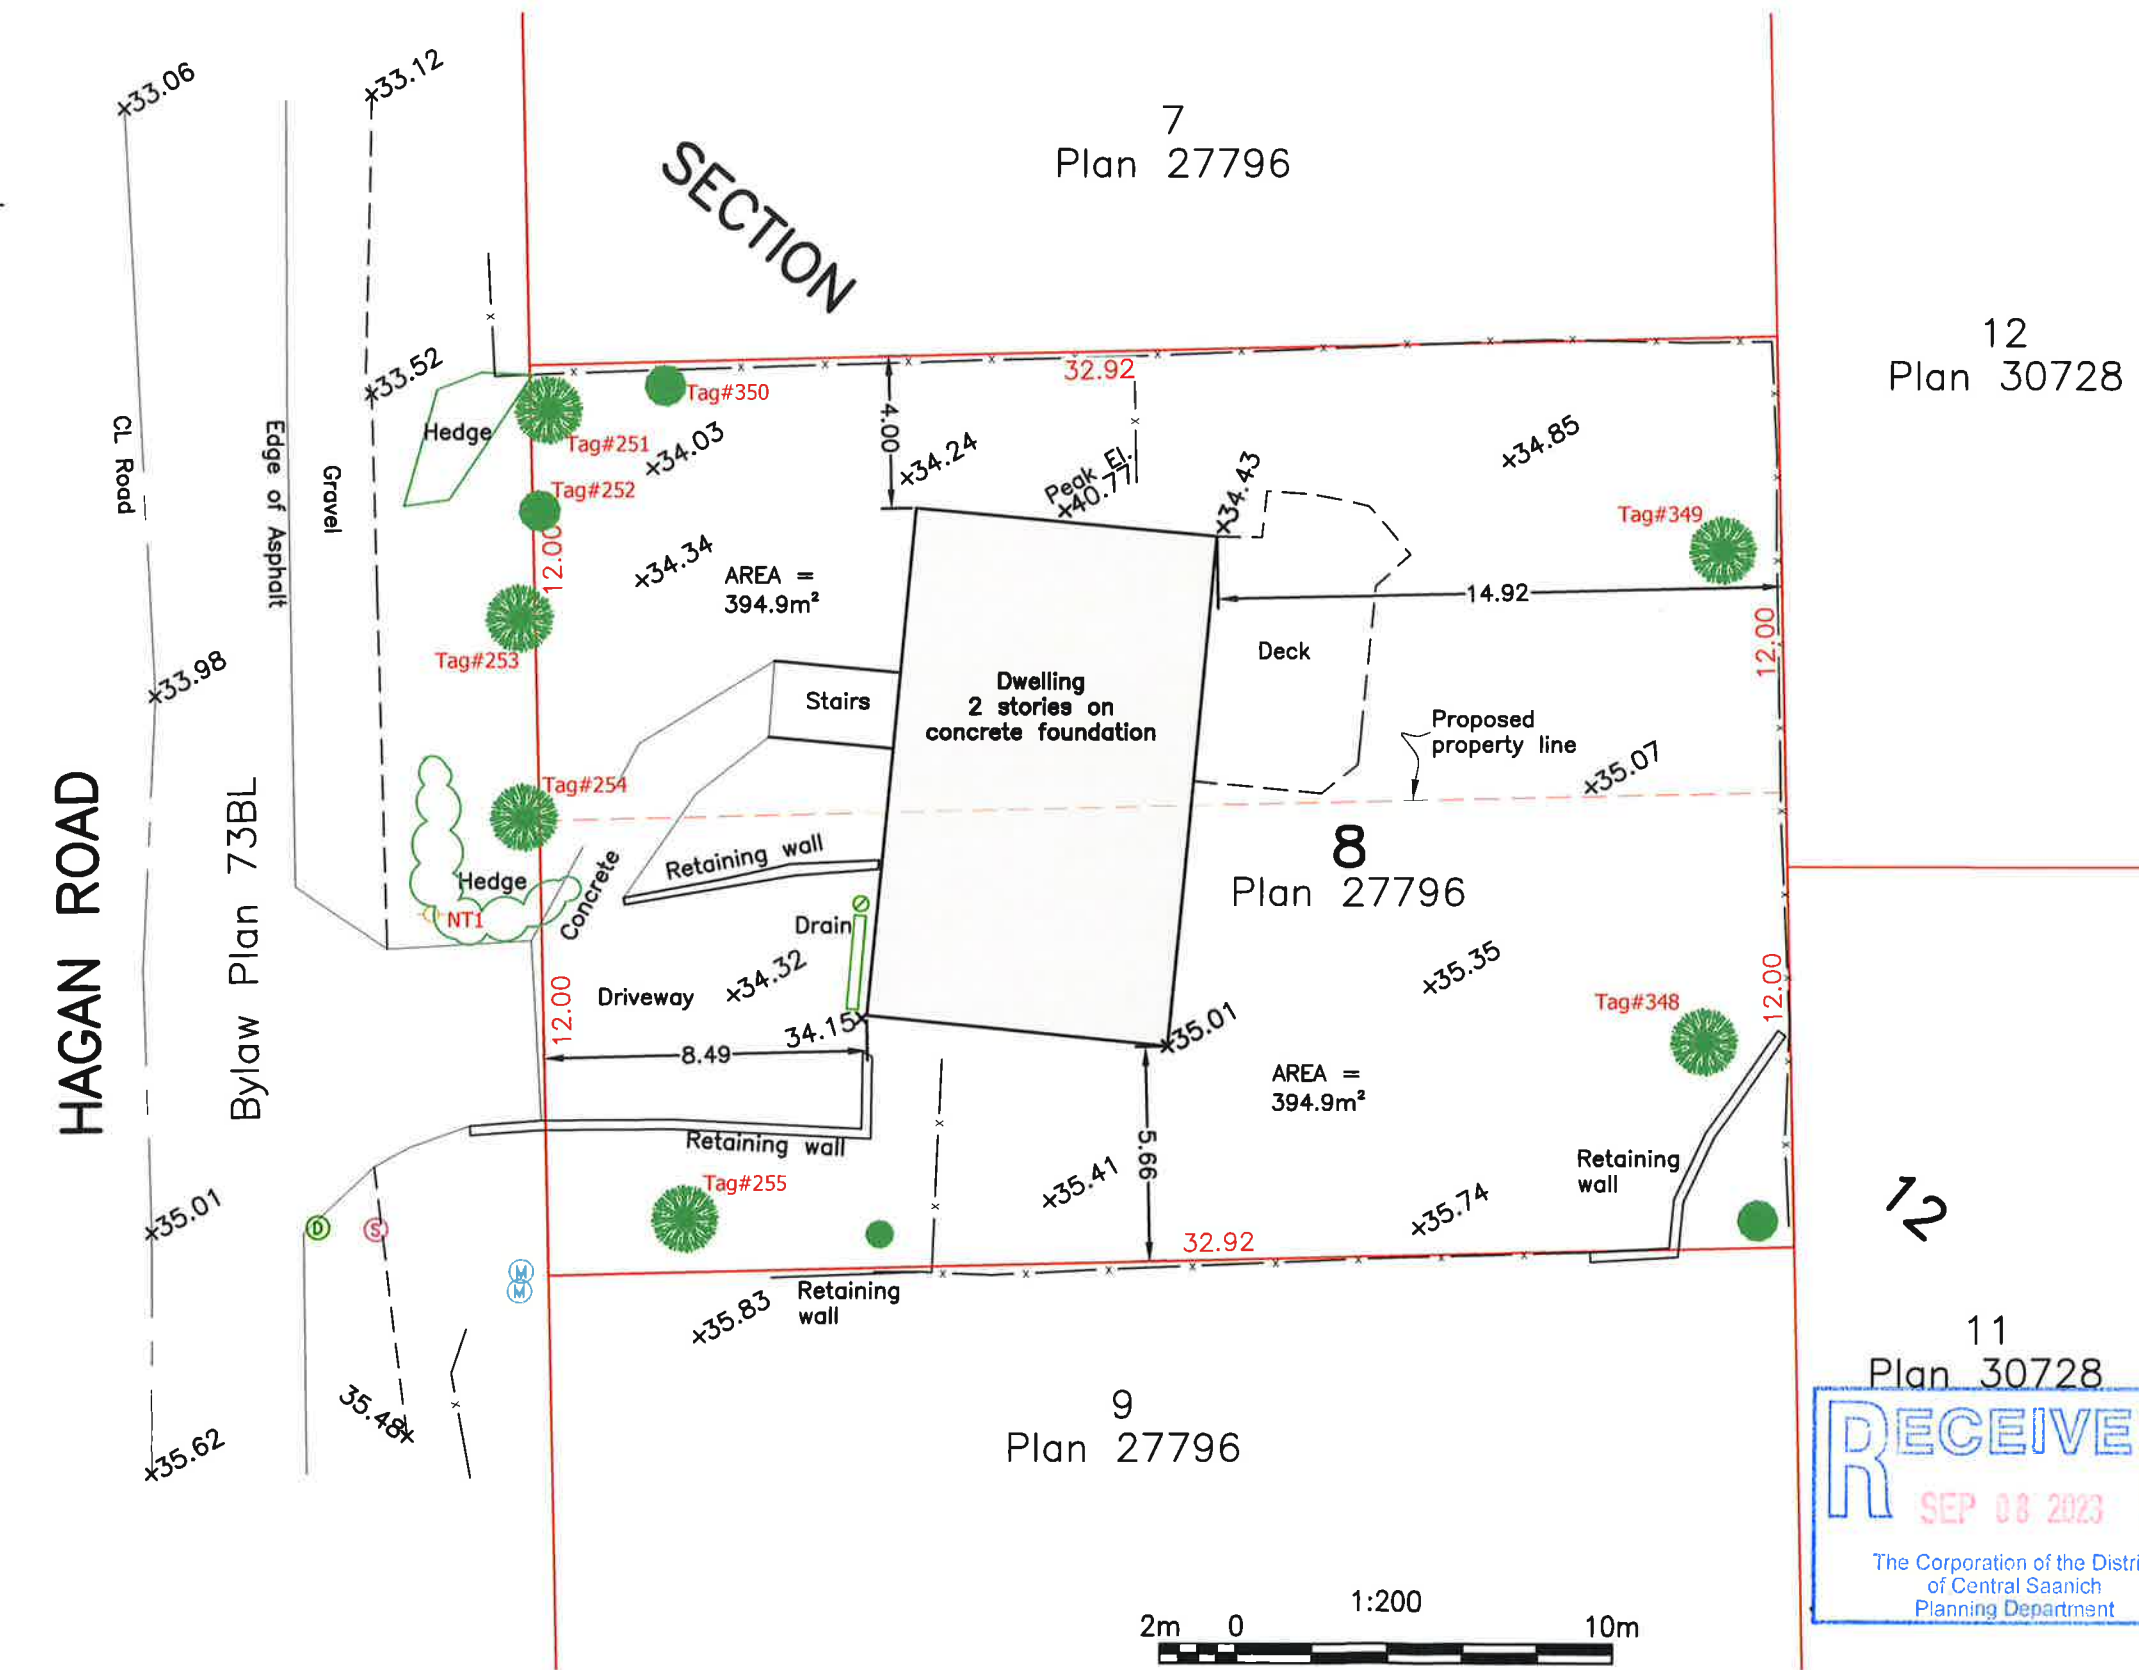 33.06
33.12
7
Plan 27796
SECTION
12
Plan 30728
33.52
Hedge
Tag#350
Tag#251
34.03
Tag#252
32.92
4.00
34.24
Peak El.
40.77
34.43
34.85
Tag#349
CL Road
Edge of Asphalt
Gravel
12.00
34.34
AREA =
394.9m²
14.92
Tag#253
33.98
Stairs
Dwelling
2 stories on
concrete foundation
Deck
12.00
Proposed
property line
35.07
Tag#254
HAGAN ROAD
Bylaw Plan 73BL
Hedge
NT1
Concrete
Retaining wall
8
Plan 27796
Drain
34.32
Driveway
12.00
34.15
8.49
35.01
35.35
12.00
Tag#348
AREA =
394.9m²
Retaining wall
5.66
35.41
Retaining
wall
35.74
Tag#255
35.01
D
S
M
M
32.92
12
35.83
Retaining
wall
35.48
35.62
9
Plan 27796
11
Plan 30728
RECEIVE
SEP 08 2023
The Corporation of the Distri
of Central Saanich
Planning Department
1:200
2m 0 10m